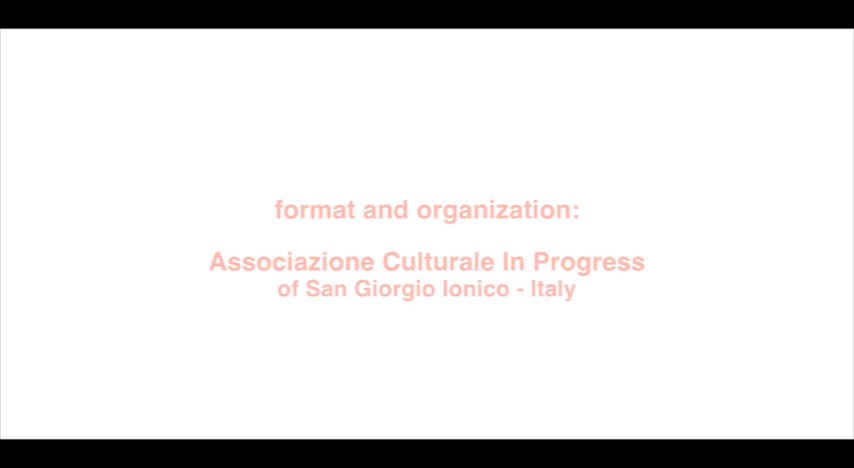 format and organization:
Associazione Culturale In Progress
of San Giorgio Ionico - Italy